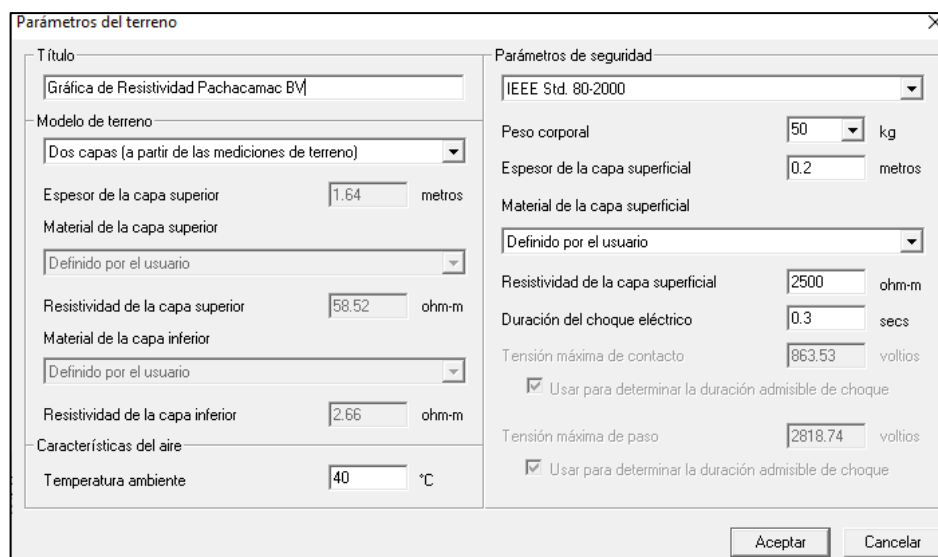 Parámetros del terreno
Título
Gráfica de Resistividad Pachacamac BV
Modelo de terreno
Dos capas (a partir de las mediciones de terreno)
Espesor de la capa superior 1.64 metros
Material de la capa superior
Definido por el usuario
Resistividad de la capa superior 58.52 ohm-m
Material de la capa inferior
Definido por el usuario
Resistividad de la capa inferior 2.66 ohm-m
Características del aire
Temperatura ambiente 40 °C
Parámetros de seguridad
IEEE Std. 80-2000
Peso corporal 50 kg
Espesor de la capa superficial 0.2 metros
Material de la capa superficial
Definido por el usuario
Resistividad de la capa superficial 2500 ohm-m
Duración del choque eléctrico 0.3 secs
Tensión máxima de contacto 863.53 voltios
Usar para determinar la duración admisible de choque
Tensión máxima de paso 2818.74 voltios
Usar para determinar la duración admisible de choque
Aceptar Cancelar